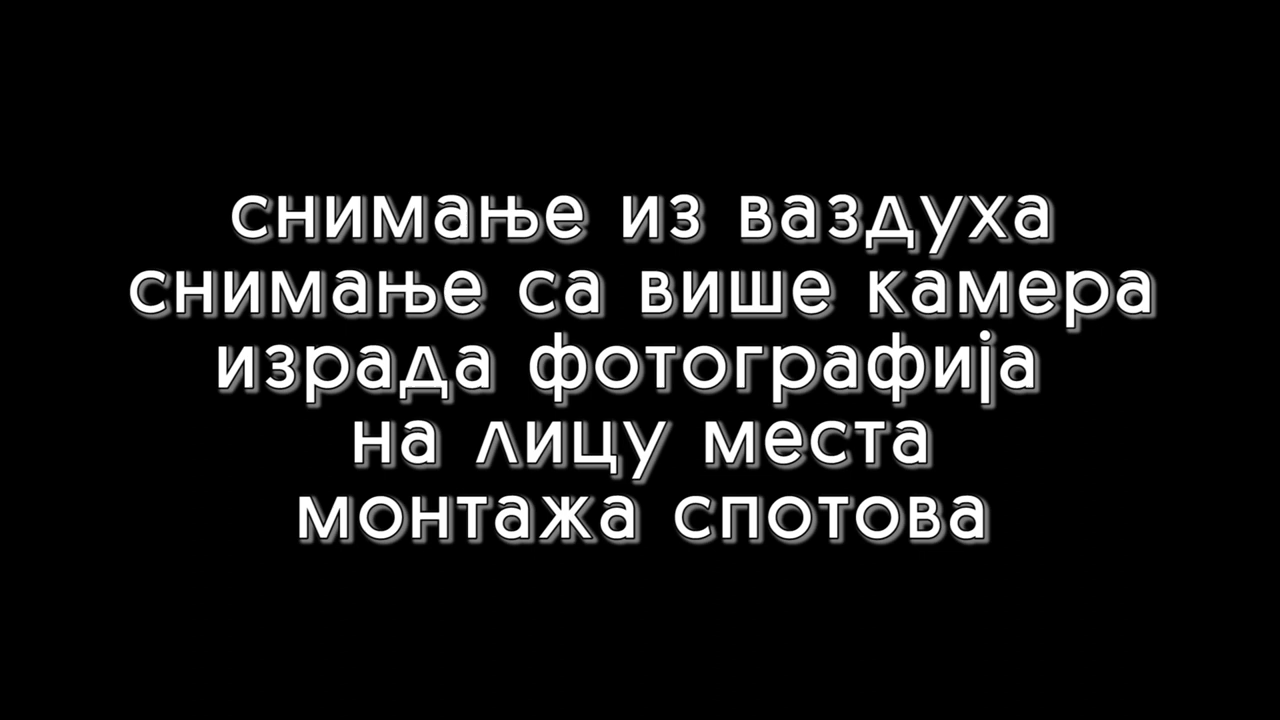 снимање из ваздуха
снимање са више камера
израда фотографија
на лицу места
монтажа спотова